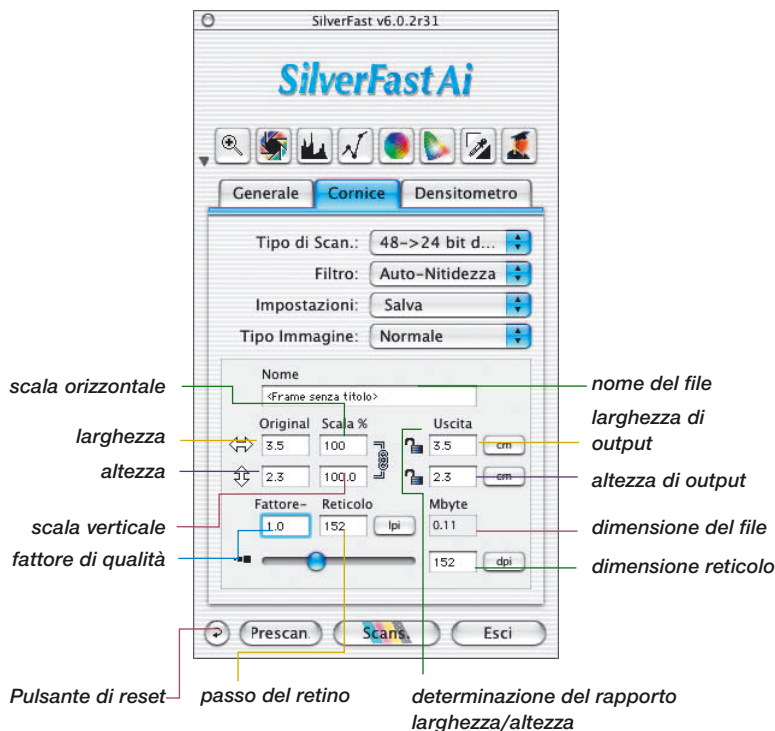 SilverFast v6.0.2r31
SilverFast Ai
Generale Cornice Densitometro
Tipo di Scan.: 48->24 bit d...
Filtro: Auto-Nitidezza
Impostazioni: Salva
Tipo Immagine: Normale
Nome
<Frame senza titolo>
Original Scala % Uscita
3.5 100 3.5 cm
2.3 100.0 2.3 cm
Fattore- Reticolo Mbyte
1.0 152 lpi 0.11
152 dpi
Prescan. Scans. Esci
scala orizzontale
larghezza
altezza
scala verticale
fattore di qualità
Pulsante di reset
passo del retino
determinazione del rapporto
larghezza/altezza
nome del file
larghezza di
output
altezza di output
dimensione del file
dimensione reticolo